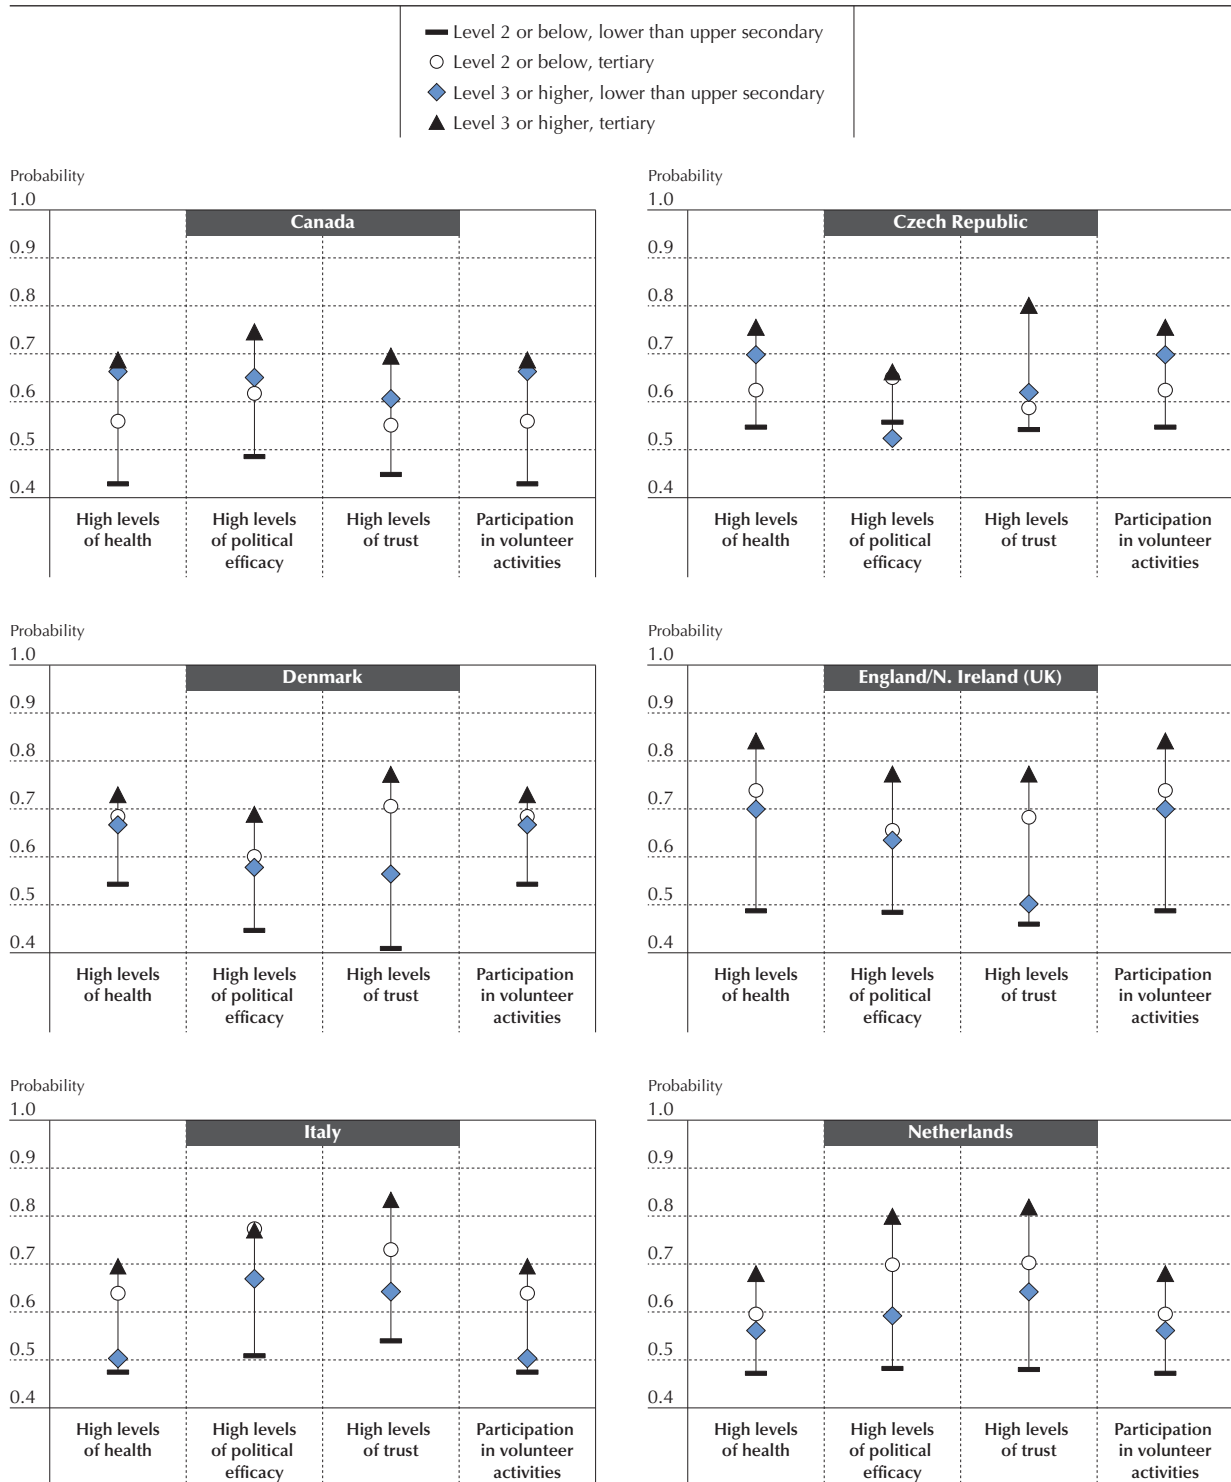 Level 2 or below, lower than upper secondary
Level 2 or below, tertiary
Level 3 or higher, lower than upper secondary
Level 3 or higher, tertiary
Probability
1.0
Canada
0.9
0.8
0.7
0.6
0.5
0.4
High levels
of health
High levels
of political
efficacy
High levels
of trust
Participation
in volunteer
activities
Probability
1.0
Czech Republic
0.9
0.8
0.7
0.6
0.5
0.4
High levels
of health
High levels
of political
efficacy
High levels
of trust
Participation
in volunteer
activities
Probability
1.0
Denmark
0.9
0.8
0.7
0.6
0.5
0.4
High levels
of health
High levels
of political
efficacy
High levels
of trust
Participation
in volunteer
activities
Probability
1.0
England/N. Ireland (UK)
0.9
0.8
0.7
0.6
0.5
0.4
High levels
of health
High levels
of political
efficacy
High levels
of trust
Participation
in volunteer
activities
Probability
1.0
Italy
0.9
0.8
0.7
0.6
0.5
0.4
High levels
of health
High levels
of political
efficacy
High levels
of trust
Participation
in volunteer
activities
Probability
1.0
Netherlands
0.9
0.8
0.7
0.6
0.5
0.4
High levels
of health
High levels
of political
efficacy
High levels
of trust
Participation
in volunteer
activities